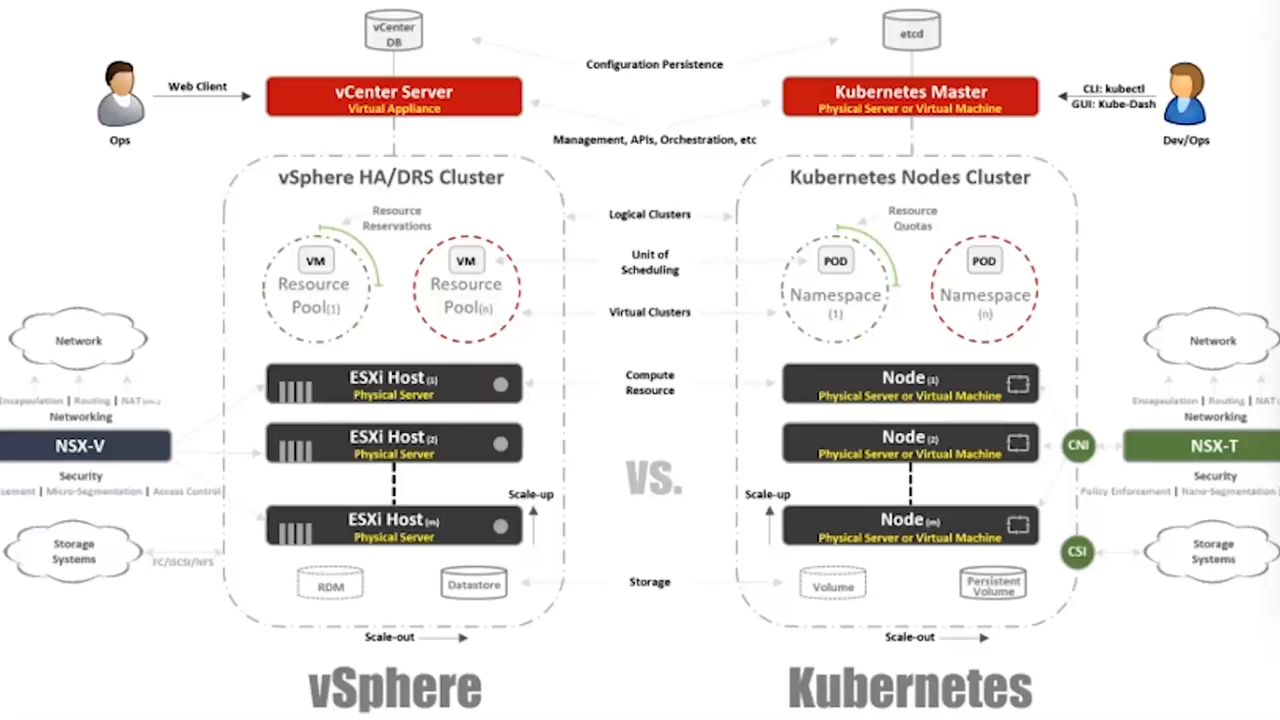 vCenter
DB
etcd
Configuration Persistence
Web Client
vCenter Server
Virtual Appliance
Kubernetes Master
Physical Server or Virtual Machine
CLI: kubectl
GUI: Kube-Dash
Ops
Management, APIs, Orchestration, etc
Dev/Ops
vSphere HA/DRS Cluster
Kubernetes Nodes Cluster
Resource
Reservations
Logical Clusters
Resource
Quotas
VM
Resource
Pool(1)
VM
Resource
Pool(n)
Unit of
Scheduling
POD
Namespace
(1)
POD
Namespace
(n)
Virtual Clusters
Network
Encapsulation | Routing | NAT
Networking
NSX-V
Security
Micro-Segmentation | Access Control
Storage
Systems
FC/iSCSI/NFS
ESXi Host (1)
Physical Server
ESXi Host (2)
Physical Server
Scale-up
ESXi Host (m)
Physical Server
RDM
Datastore
Compute
Resource
VS.
Storage
Node (1)
Physical Server or Virtual Machine
Node (2)
Physical Server or Virtual Machine
Scale-up
Node (m)
Physical Server or Virtual Machine
Volume
Persistent
Volume
CNI
CSI
Network
Encapsulation | Routing | NAT
Networking
NSX-T
Security
Policy Enforcement | Nano-Segmentation |
Storage
Systems
Scale-out
Scale-out
vSphere
Kubernetes